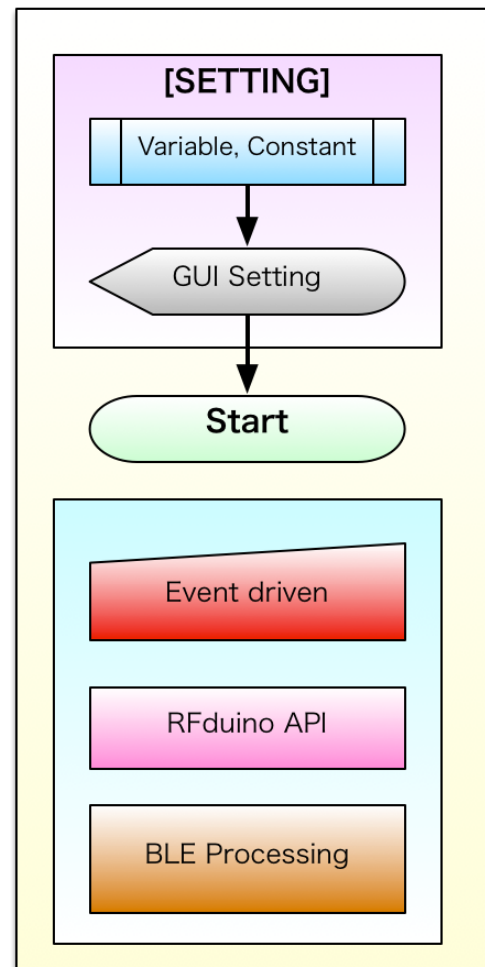 [SETTING]
Variable, Constant
GUI Setting
Start
Event driven
RFduino API
BLE Processing